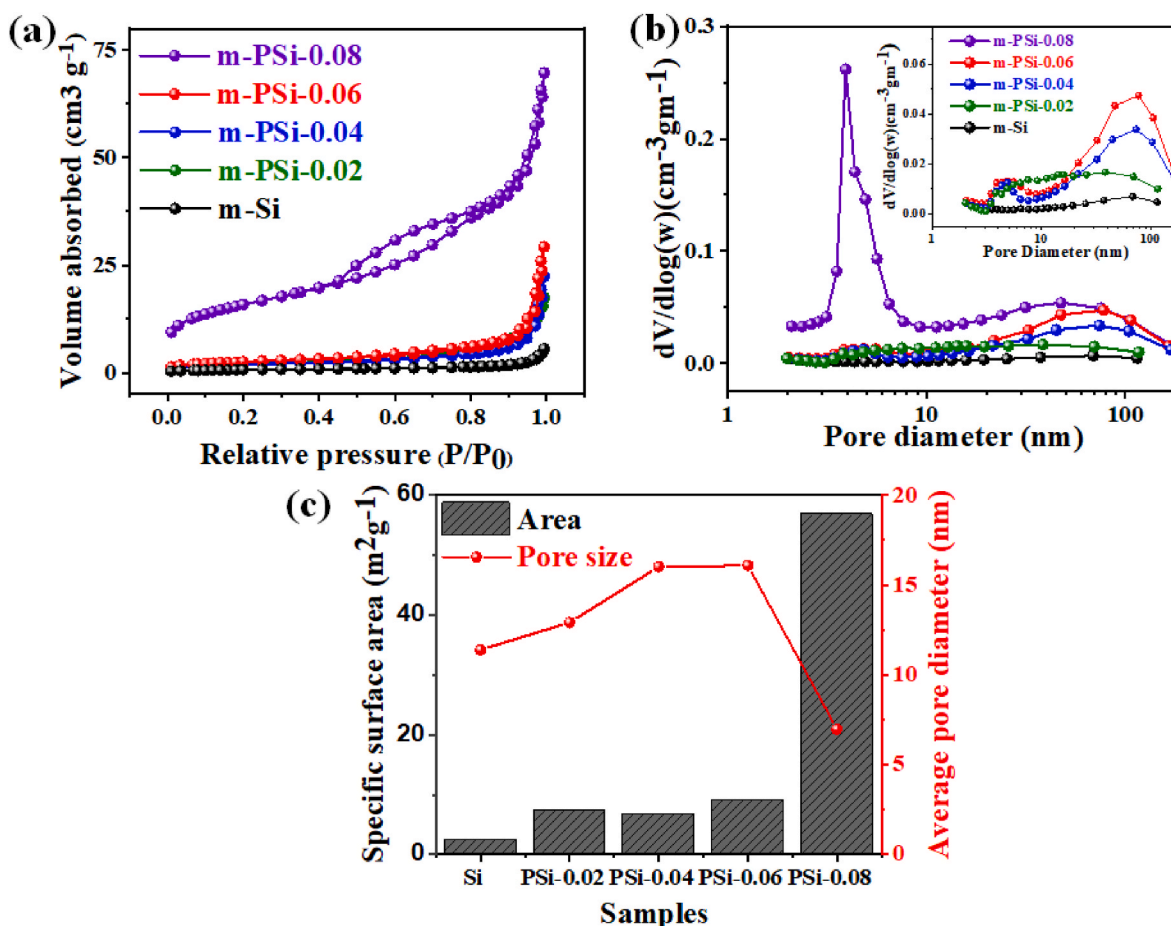 (a)
Volume absorbed (cm3 g⁻¹)
75
50
25
0
m-PSi-0.08
m-PSi-0.06
m-PSi-0.04
m-PSi-0.02
m-Si
0.0 0.2 0.4 0.6 0.8 1.0
Relative pressure (P/P0)
(b)
dV/dlog(w)(cm⁻³gm⁻¹)
0.3
0.2
0.1
0.0
1 10 100
Pore diameter (nm)
dV/dlog(w)(cm⁻³gm⁻¹)
0.06
0.04
0.02
0.00
m-PSi-0.08
m-PSi-0.06
m-PSi-0.04
m-PSi-0.02
m-Si
1 10 100
Pore Diameter (nm)
(c)
Specific surface area (m²g⁻¹)
60
40
20
0
Area
Pore size
20
15
10
5
0
Average pore diameter (nm)
Si PSi-0.02 PSi-0.04 PSi-0.06 PSi-0.08
Samples